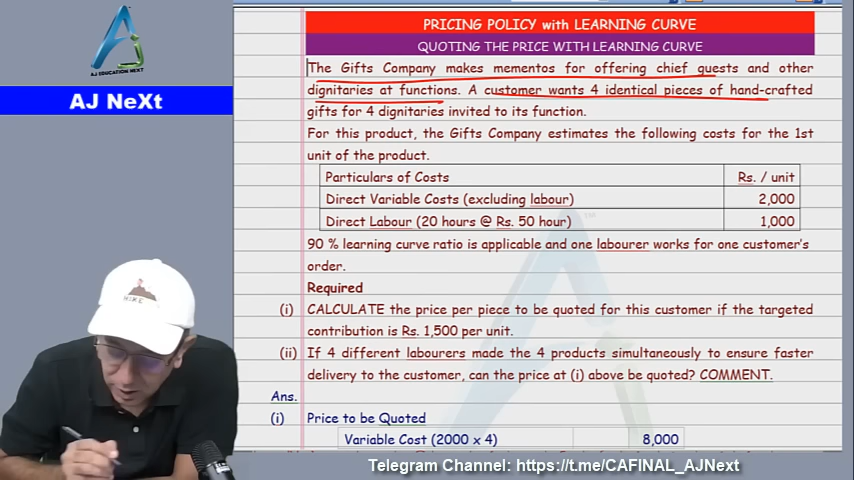 PRICING POLICY with LEARNING CURVE
QUOTING THE PRICE WITH LEARNING CURVE
The Gifts Company makes mementos for offering chief quests and other
dignitaries at functions. A customer wants 4 identical pieces of hand-crafted
gifts for 4 dignitaries invited to its function.
For this product, the Gifts Company estimates the following costs for the 1st
unit of the product.
Particulars of Costs Rs. / unit
Direct Variable Costs (excluding labour) 2,000
Direct Labour (20 hours @ Rs. 50 hour) 1,000
90 % learning curve ratio is applicable and one labourer works for one customer's
order.
Required
(i) CALCULATE the price per piece to be quoted for this customer if the targeted
contribution is Rs. 1,500 per unit.
(ii) If 4 different labourers made the 4 products simultaneously to ensure faster
delivery to the customer, can the price at (i) above be quoted? COMMENT.
Ans.
(i) Price to be Quoted
Variable Cost (2000 x 4) 8,000
AJ EDUCATION NEXT
AJ NeXt
HIKE
Telegram Channel: https://t.me/CAFINAL_AJNext